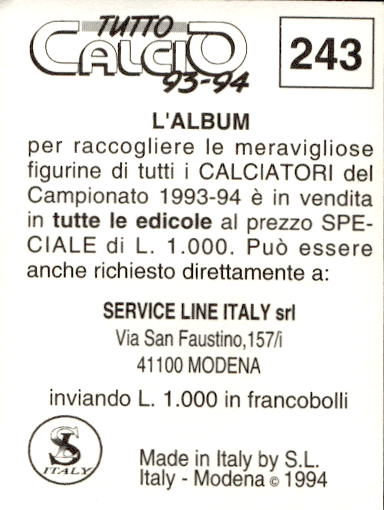 TUTTO
CALCIO
93-94
243
L'ALBUM
per raccogliere le meravigliose
figurine di tutti i CALCIATORI del
Campionato 1993-94 è in vendita
in tutte le edicole al prezzo SPE-
CIALE di L. 1.000. Può essere
anche richiesto direttamente a:
SERVICE LINE ITALY srl
Via San Faustino,157/i
41100 MODENA
inviando L. 1.000 in francobolli
SL
ITALY
Made in Italy by S.L.
Italy - Modena © 1994